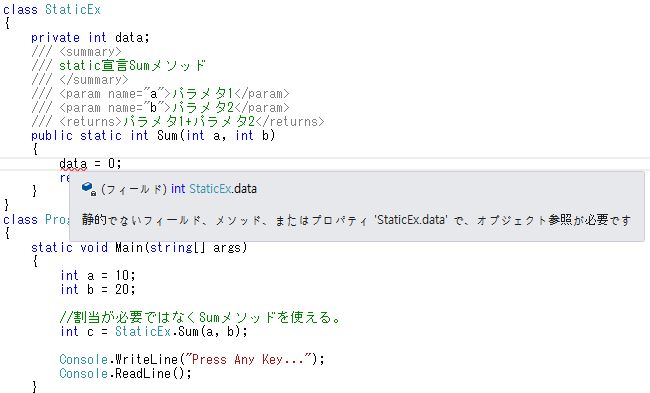 class StaticEx
{
    private int data;
    /// <summary>
    /// static宣言Sumメソッド
    /// </summary>
    /// <param name="a">パラメタ1</param>
    /// <param name="b">パラメタ2</param>
    /// <returns>パラメタ1+パラメタ2</returns>
    public static int Sum(int a, int b)
    {
        data = 0;
        re
(フィールド) int StaticEx.data
静的でないフィールド、メソッド、またはプロパティ 'StaticEx.data' で、オブジェクト参照が必要です
    }
}
class Prog
{
    static void Main(string[] args)
    {
        int a = 10;
        int b = 20;
        //割当が必要ではなくSumメソッドを使える。
        int c = StaticEx.Sum(a, b);
        Console.WriteLine("Press Any Key...");
        Console.ReadLine();
    }